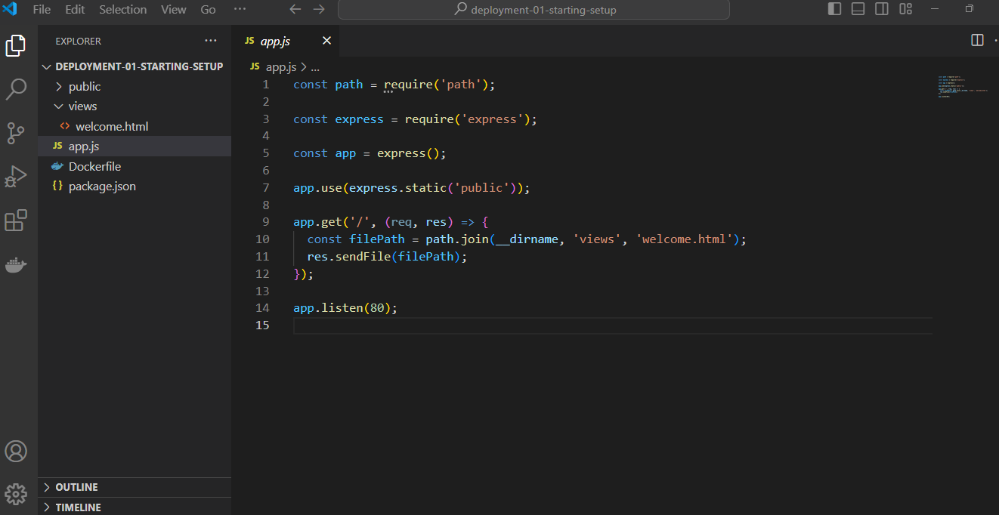 File Edit Selection View Go ···
deployment-01-starting-setup
EXPLORER ···
DEPLOYMENT-01-STARTING-SETUP
public
views
<> welcome.html
JS app.js
Dockerfile
{} package.json
OUTLINE
TIMELINE
JS app.js
JS app.js > ...
1 const path = require('path');
2
3 const express = require('express');
4
5 const app = express();
6
7 app.use(express.static('public'));
8
9 app.get('/', (req, res) => {
10 const filePath = path.join(__dirname, 'views', 'welcome.html');
11 res.sendFile(filePath);
12 });
13
14 app.listen(80);
15